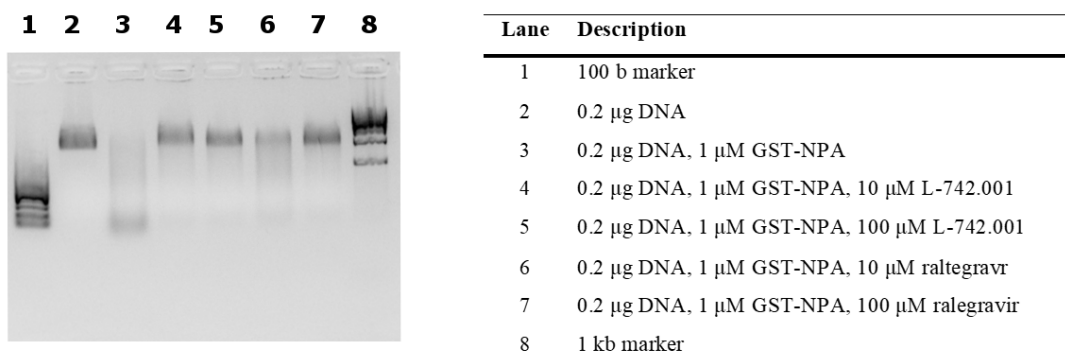 1 2 3 4 5 6 7 8
Lane Description
1 100 b marker
2 0.2 μg DNA
3 0.2 μg DNA, 1 μM GST-NPA
4 0.2 μg DNA, 1 μM GST-NPA, 10 μM L-742.001
5 0.2 μg DNA, 1 μM GST-NPA, 100 μM L-742.001
6 0.2 μg DNA, 1 μM GST-NPA, 10 μM raltegravr
7 0.2 μg DNA, 1 μM GST-NPA, 100 μM ralegravir
8 1 kb marker